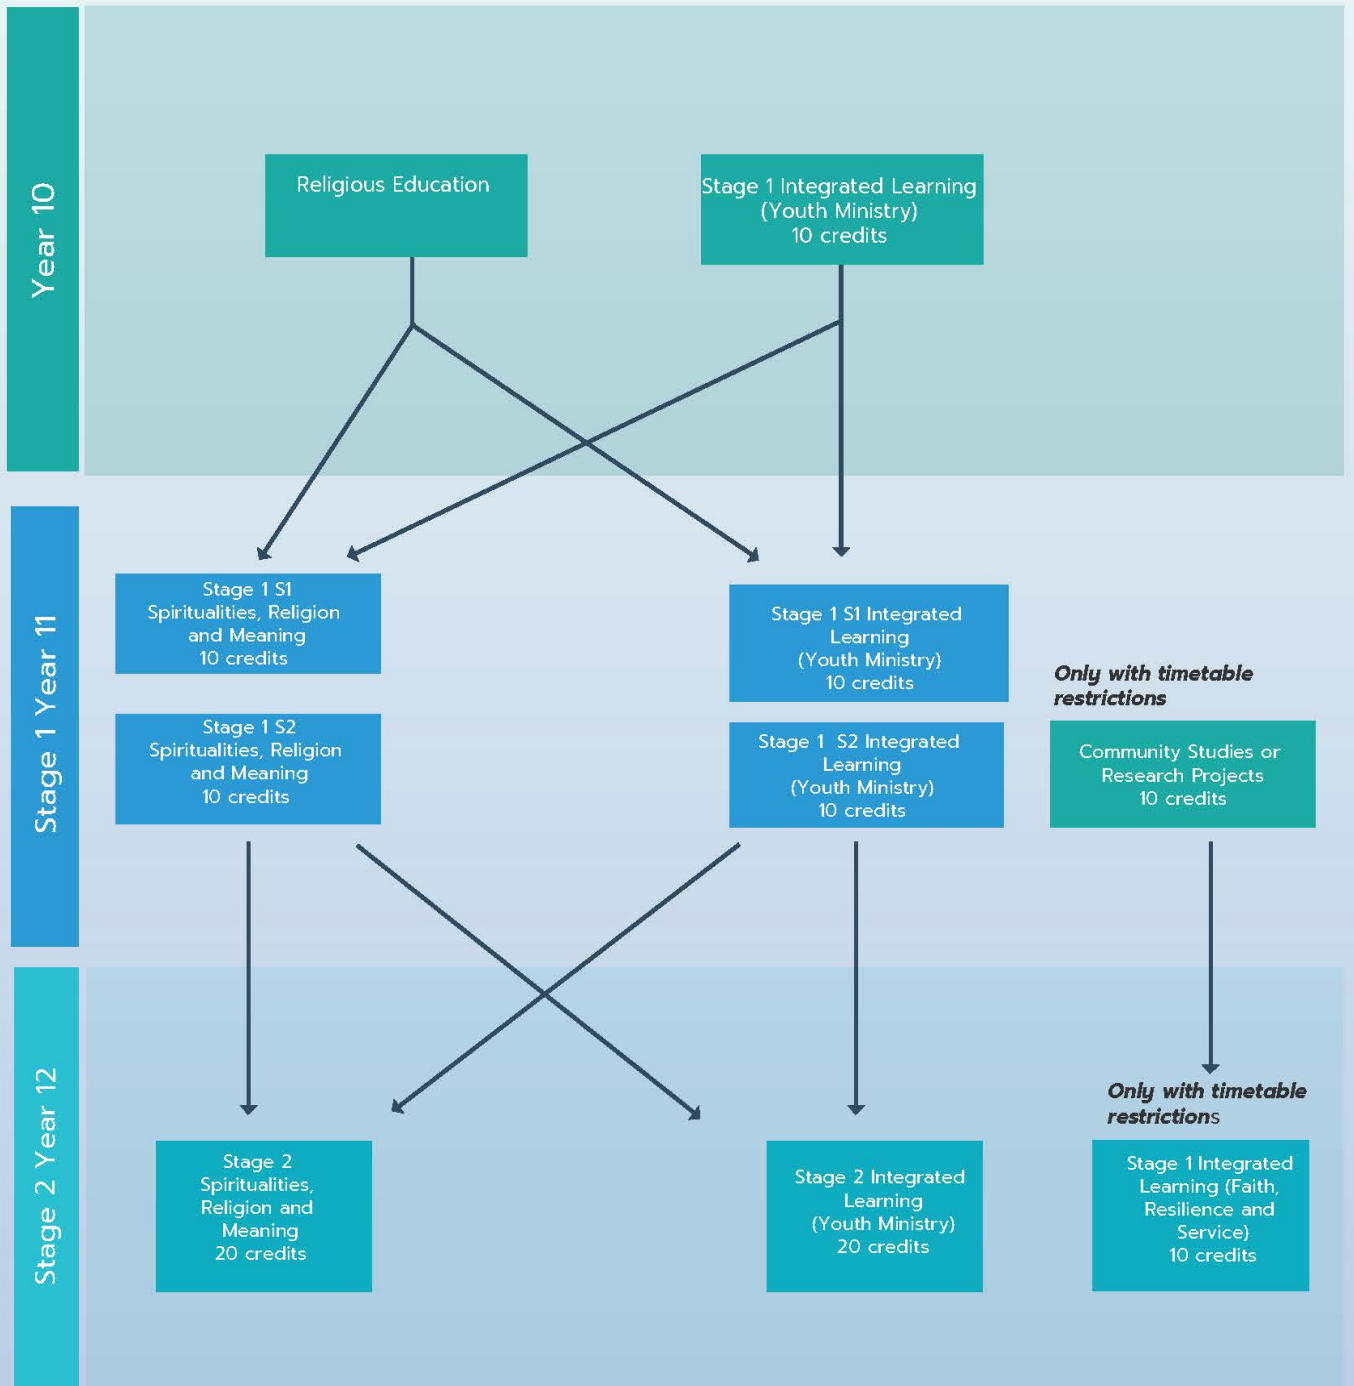 Year 10
Religious Education
Stage 1 Integrated Learning
(Youth Ministry)
10 credits
Stage 1 Year 11
Stage 1 S1
Spiritualities, Religion
and Meaning
10 credits
Stage 1 S1 Integrated
Learning
(Youth Ministry)
10 credits
Only with timetable
restrictions
Stage 1 S2
Spiritualities, Religion
and Meaning
10 credits
Stage 1 S2 Integrated
Learning
(Youth Ministry)
10 credits
Community Studies or
Research Projects
10 credits
Stage 2 Year 12
Stage 2
Spiritualities,
Religion and
Meaning
20 credits
Stage 2 Integrated
Learning
(Youth Ministry)
20 credits
Only with timetable
restrictions
Stage 1 Integrated
Learning (Faith,
Resilience and
Service)
10 credits